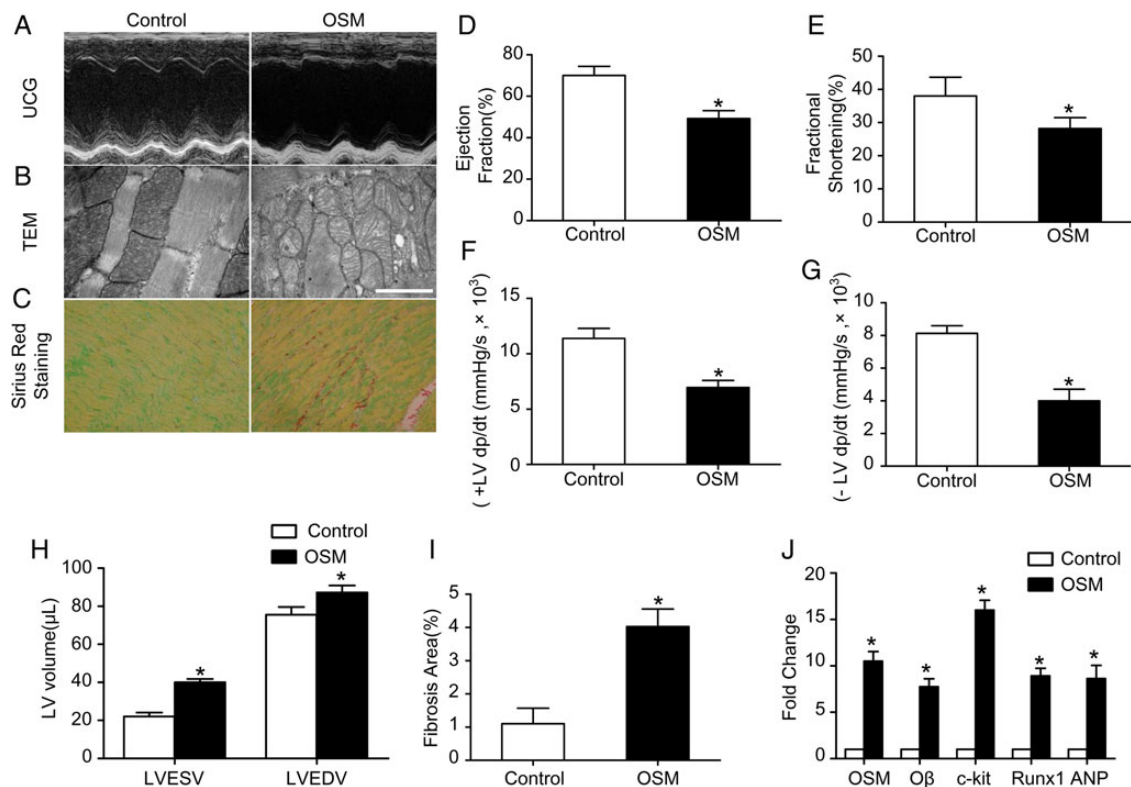 A
Control
OSM
UCG
B
TEM
C
Sirius Red
Staining
D
Ejection
Fraction(%)
80
60
40
20
0
*
Control
OSM
E
Fractional
Shortening(%)
50
40
30
20
10
0
*
Control
OSM
F
( +LV dp/dt (mmHg/s ,× 10³)
15
10
5
0
*
Control
OSM
G
(- LV dp/dt (mmHg/s ,× 10³)
8
6
4
2
0
*
Control
OSM
H
Control
OSM
LV volume(μL)
100
80
60
40
20
0
*
*
LVESV
LVEDV
I
Fibrosis Area(%)
5
4
3
2
1
0
*
Control
OSM
J
Control
OSM
Fold Change
20
15
10
5
0
*
*
*
*
*
OSM
Oβ
c-kit
Runx1
ANP